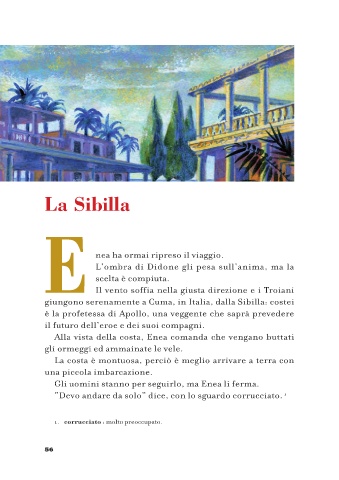 La Sibilla
Enea ha ormai ripreso il viaggio.
L'ombra di Didone gli pesa sull'anima, ma la
scelta è compiuta.
Il vento soffia nella giusta direzione e i Troiani
giungono serenamente a Cuma, in Italia, dalla Sibilla: costei
è la profetessa di Apollo, una veggente che saprà prevedere
il futuro dell'eroe e dei suoi compagni.
Alla vista della costa, Enea comanda che vengano buttati
gli ormeggi ed ammainate le vele.
La costa è montuosa, perciò è meglio arrivare a terra con
una piccola imbarcazione.
Gli uomini stanno per seguirlo, ma Enea li ferma.
"Devo andare da solo" dice, con lo sguardo corrucciato. 1
1. corrucciato : molto preoccupato.
56